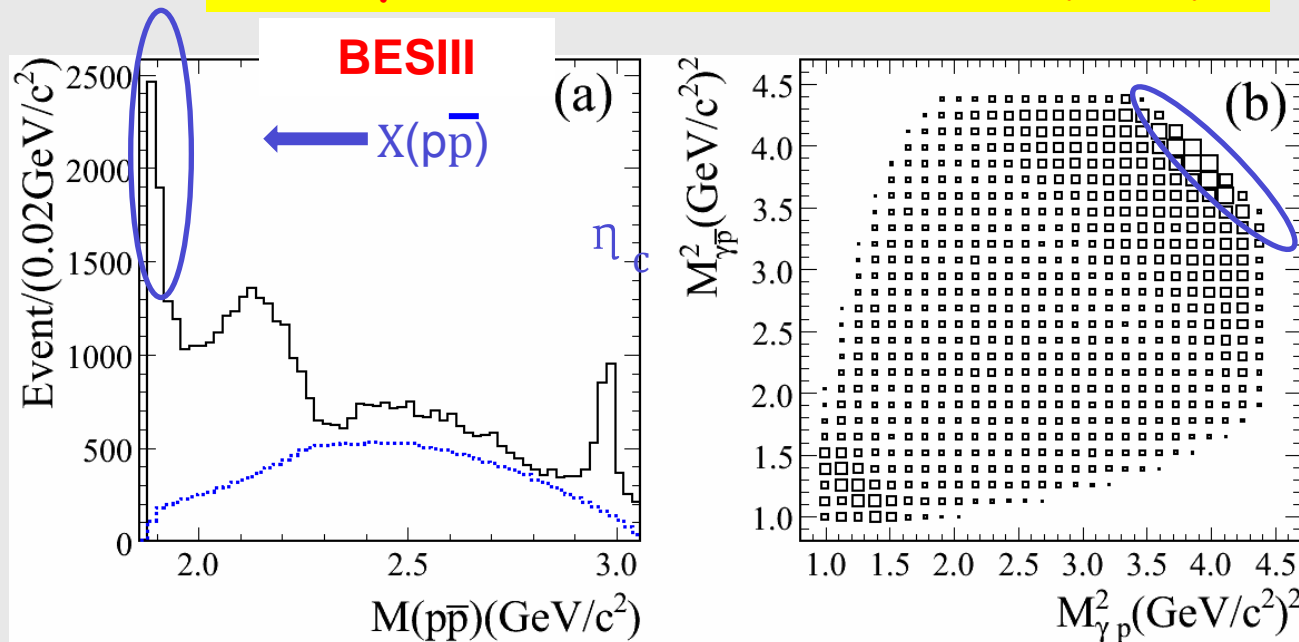 BESIII
(a)
X(pp̅)
η c
Event/(0.02GeV/c²)
2500
2000
1500
1000
500
0
2.0 2.5 3.0
M(pp̅)(GeV/c²)
(b)
M²γp̅(GeV/c²)²
4.5
4.0
3.5
3.0
2.5
2.0
1.5
1.0
1.0 1.5 2.0 2.5 3.0 3.5 4.0 4.5
M²γp(GeV/c²)²